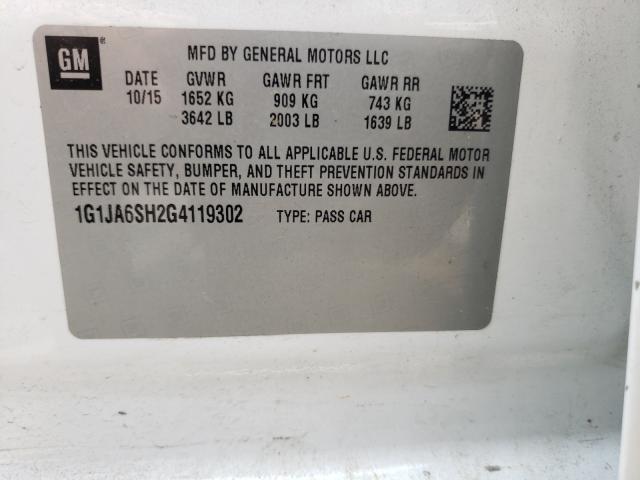 GM ®
MFD BY GENERAL MOTORS LLC
DATE GVWR GAWR FRT GAWR RR
10/15 1652 KG 909 KG 743 KG
3642 LB 2003 LB 1639 LB
THIS VEHICLE CONFORMS TO ALL APPLICABLE U.S. FEDERAL MOTOR
VEHICLE SAFETY, BUMPER, AND THEFT PREVENTION STANDARDS IN
EFFECT ON THE DATE OF MANUFACTURE SHOWN ABOVE.
1G1JA6SH2G4119302 TYPE: PASS CAR